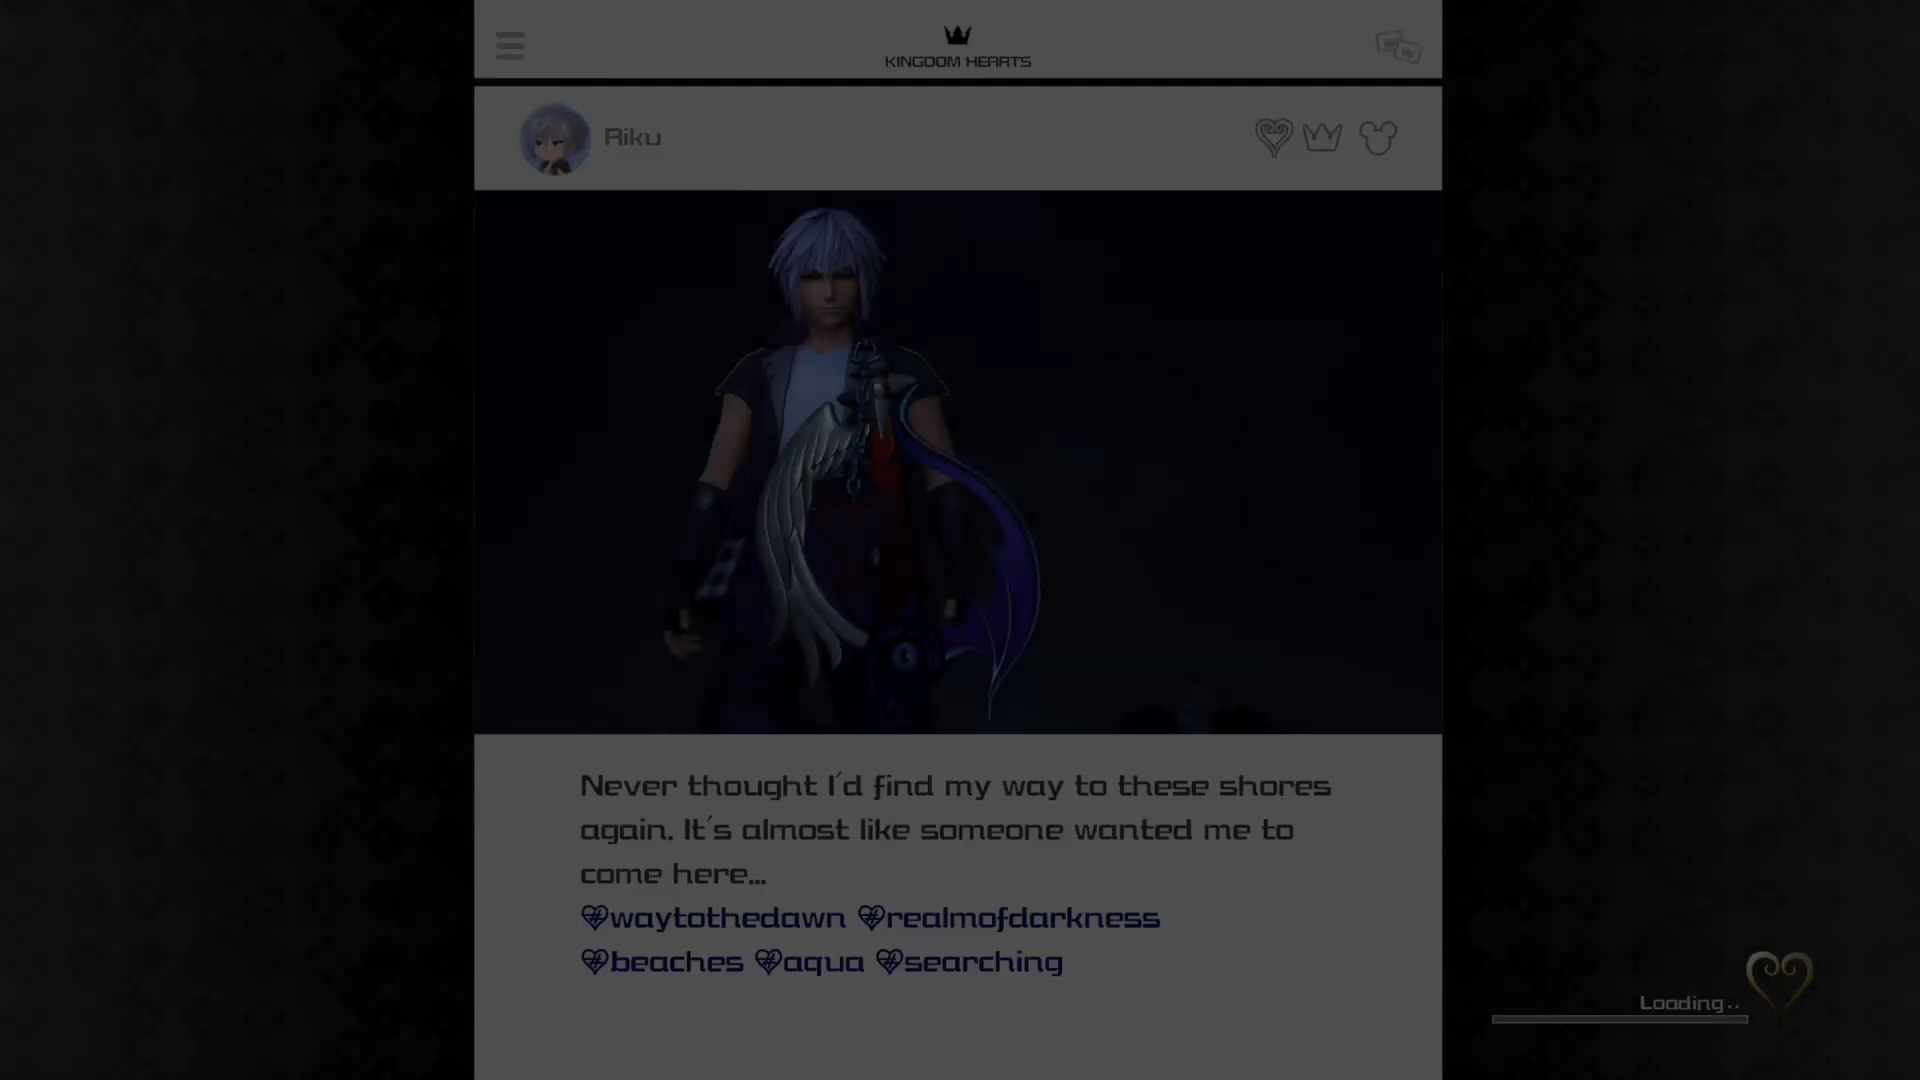 KINGDOM HEARTS
Riku
Never thought I'd find my way to these shores
again. It's almost like someone wanted me to
come here...
#waytothedawn #realmofdarkness
#beaches #aqua #searching
Loading..